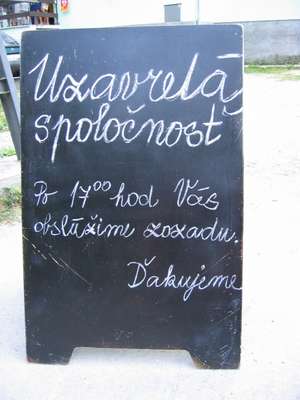 Uzavretá
spoločnosť
Po 17⁰⁰ hod Vás
obslúžime zozadu.
Ďakujeme